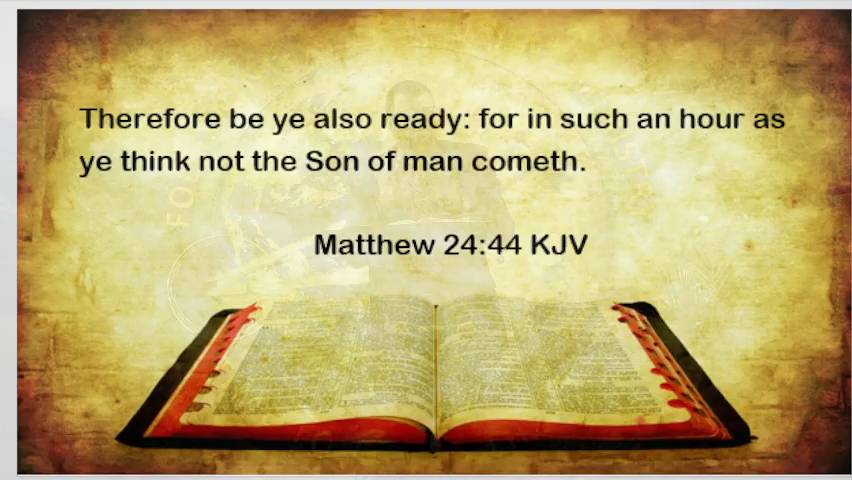 Therefore be ye also ready: for in such an hour as
ye think not the Son of man cometh.
Matthew 24:44 KJV